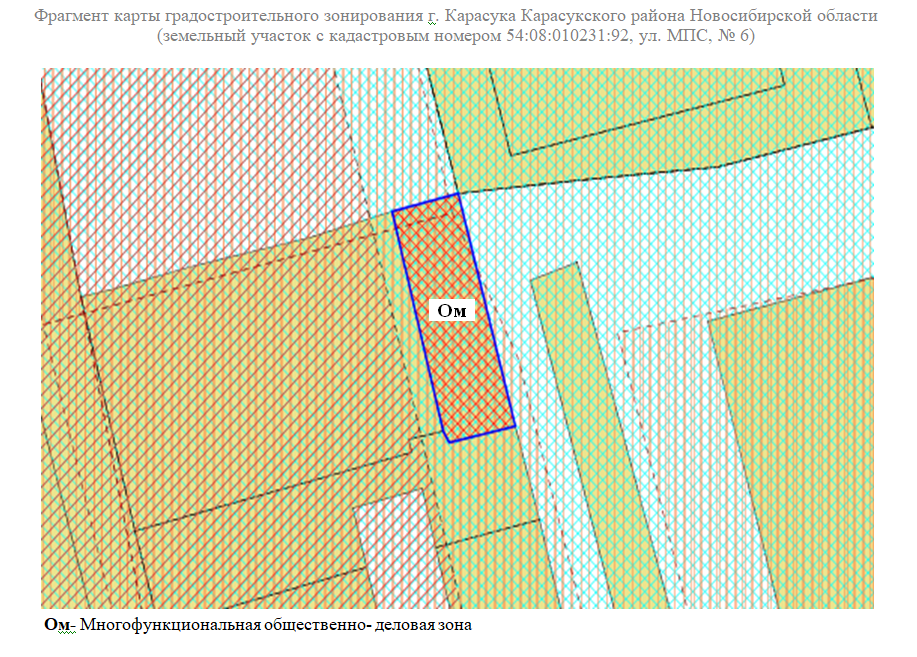 Фрагмент карты градостроительного зонирования г. Карасука Карасукского района Новосибирской области
(земельный участок с кадастровым номером 54:08:010231:92, ул. МПС, № 6)
Ом
Ом- Многофункциональная общественно- деловая зона